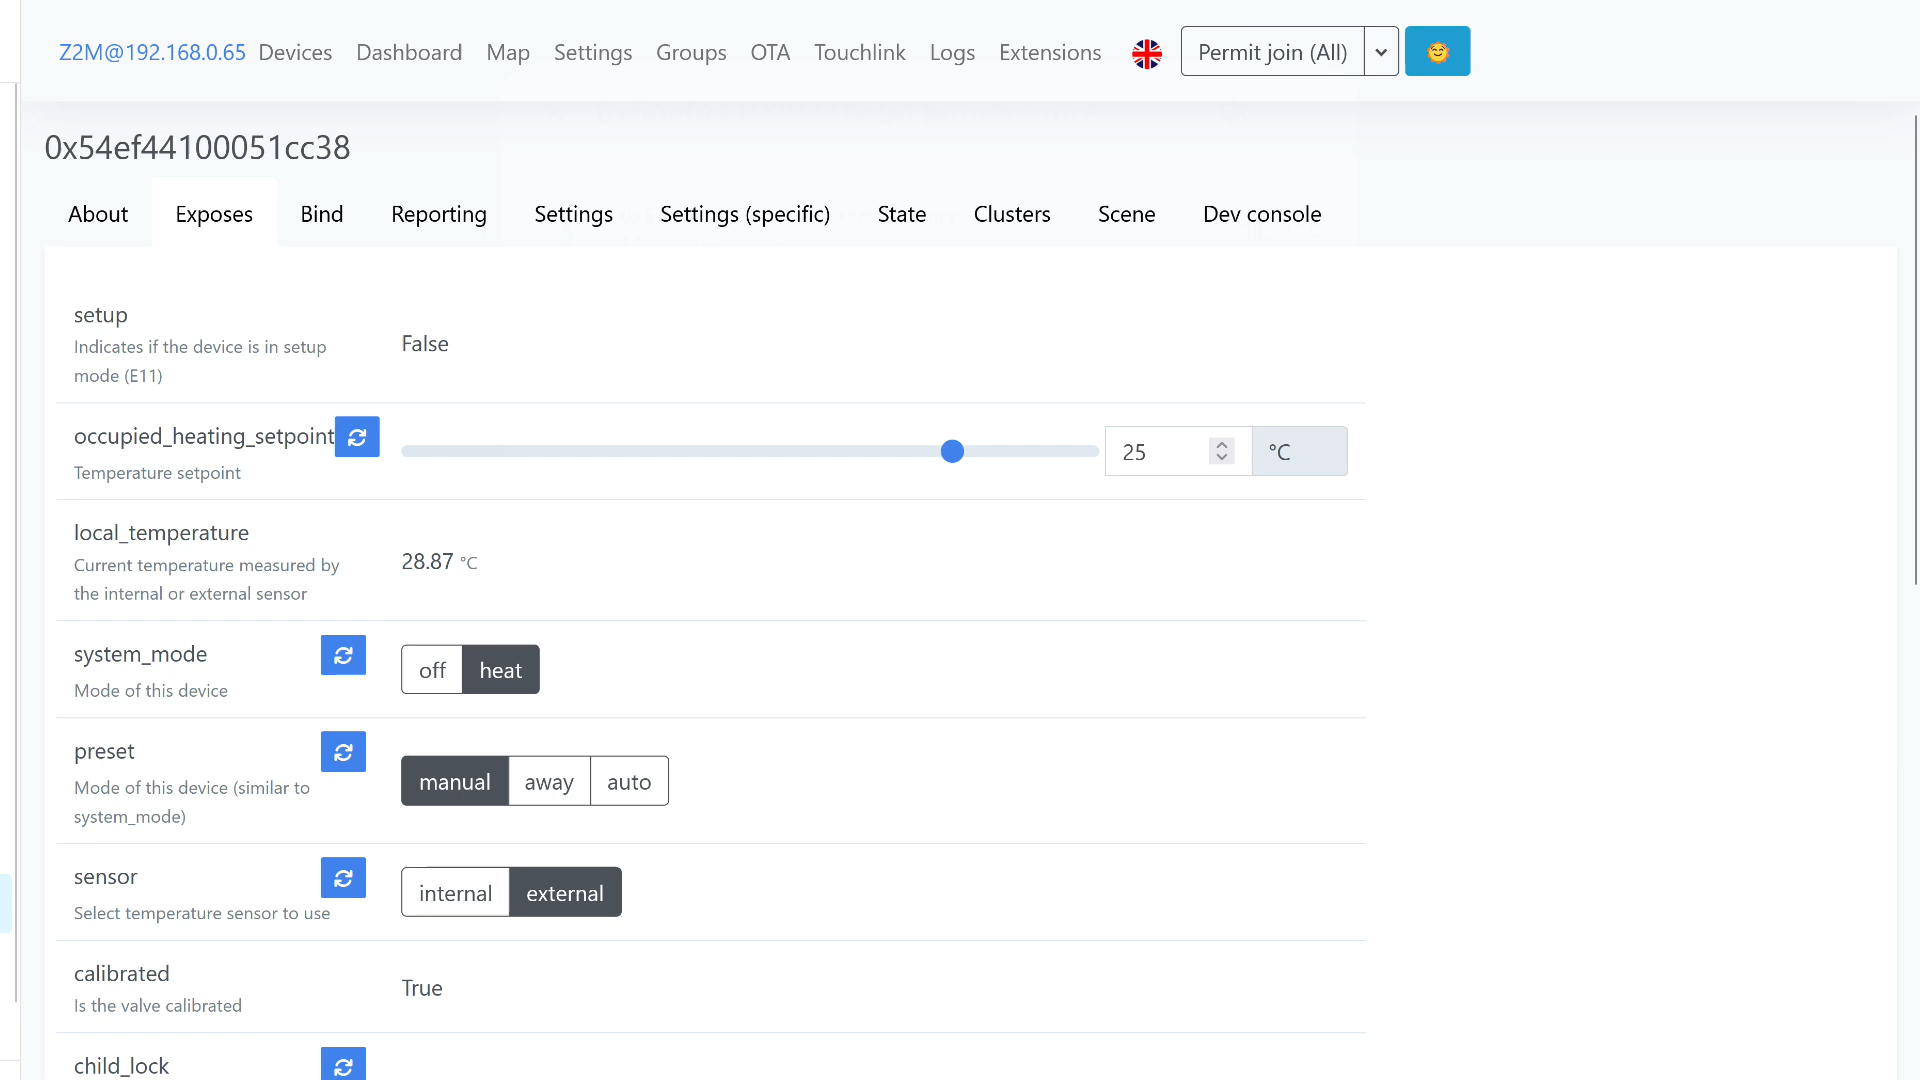 Z2M@192.168.0.65 Devices Dashboard Map Settings Groups OTA Touchlink Logs Extensions Permit join (All)
0x54ef44100051cc38
About Exposes Bind Reporting Settings Settings (specific) State Clusters Scene Dev console
setup
Indicates if the device is in setup
mode (E11)
False
occupied_heating_setpoint
Temperature setpoint
25 °C
local_temperature
Current temperature measured by
the internal or external sensor
28.87 °C
system_mode
Mode of this device
off heat
preset
Mode of this device (similar to
system_mode)
manual away auto
sensor
Select temperature sensor to use
internal external
calibrated
Is the valve calibrated
True
child_lock